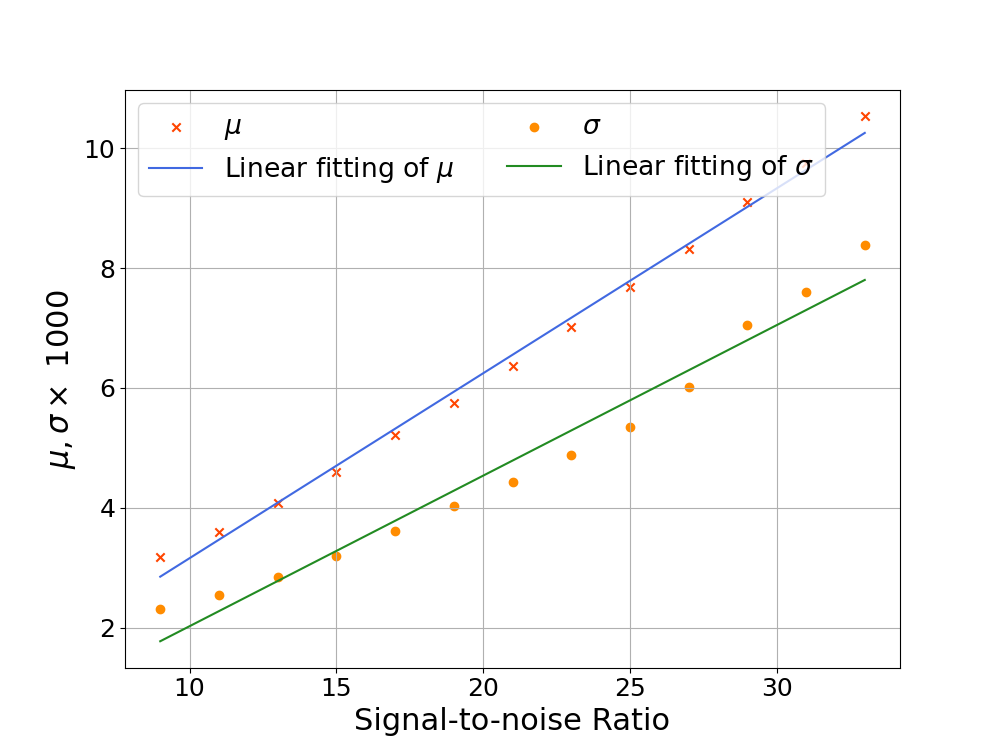 μ
σ
Linear fitting of μ
Linear fitting of σ
μ, σ × 1000
10
8
6
4
2
10 15 20 25 30
Signal-to-noise Ratio